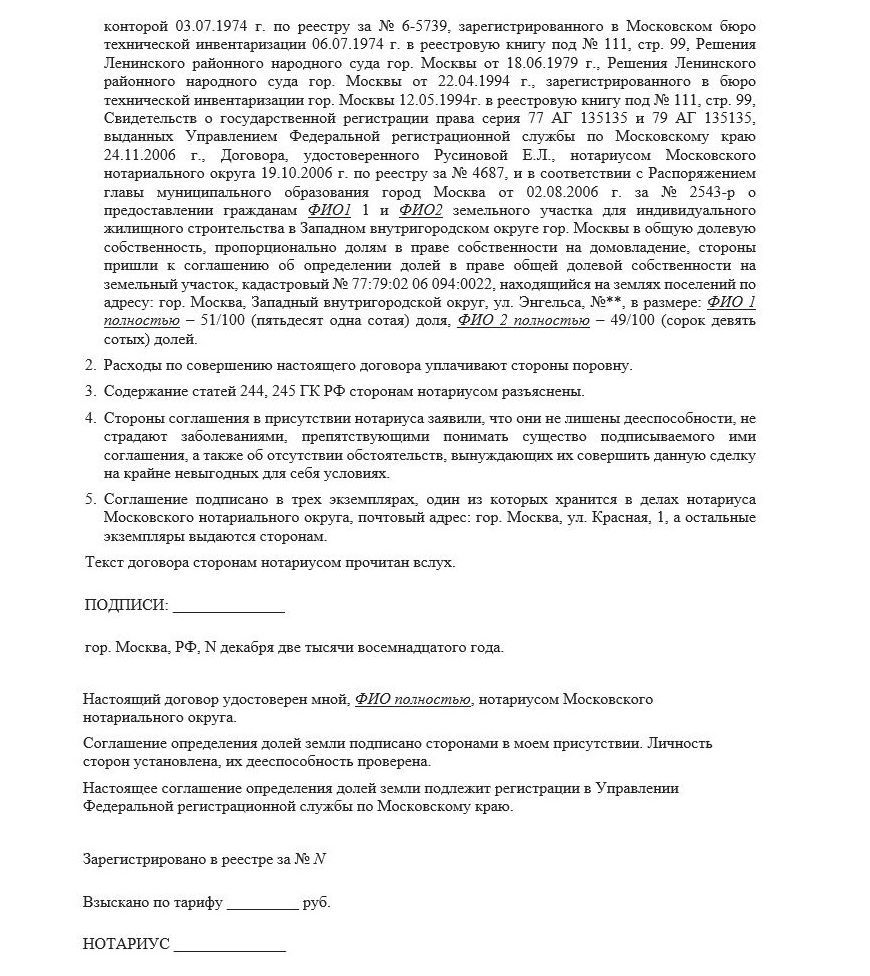 конторой 03.07.1974 г. по реестру за № 6-5739, зарегистрированного в Московском бюро
технической инвентаризации 06.07.1974 г. в реестровую книгу под № 111, стр. 99, Решения
Ленинского районного народного суда гор. Москвы от 18.06.1979 г., Решения Ленинского
районного народного суда гор. Москвы от 22.04.1994 г., зарегистрированного в бюро
технической инвентаризации гор. Москвы 12.05.1994г. в реестровую книгу под № 111, стр. 99,
Свидетельств о государственной регистрации права серия 77 АГ 135135 и 79 АГ 135135,
выданных Управлением Федеральной регистрационной службы по Московскому краю
24.11.2006 г., Договора, удостоверенного Русиновой Е.Л., нотариусом Московского
нотариального округа 19.10.2006 г. по реестру за № 4687, и в соответствии с Распоряжением
главы муниципального образования город Москва от 02.08.2006 г. за № 2543-р о
предоставлении гражданам ФИО1 1 и ФИО2 земельного участка для индивидуального
жилищного строительства в Западном внутригородском округе гор. Москвы в общую долевую
собственность, пропорционально долям в праве собственности на домовладение, стороны
пришли к соглашению об определении долей в праве общей долевой собственности на
земельный участок, кадастровый № 77:79:02 06 094:0022, находящийся на землях поселений по
адресу: гор. Москва, Западный внутригородской округ, ул. Энгельса, №**, в размере: ФИО 1
полностью – 51/100 (пятьдесят одна сотая) доля, ФИО 2 полностью – 49/100 (сорок девять
сотых) долей.
2. Расходы по совершению настоящего договора уплачивают стороны поровну.
3. Содержание статей 244, 245 ГК РФ сторонам нотариусом разъяснены.
4. Стороны соглашения в присутствии нотариуса заявили, что они не лишены дееспособности, не
страдают заболеваниями, препятствующими понимать существо подписываемого ими
соглашения, а также об отсутствии обстоятельств, вынуждающих их совершить данную сделку
на крайне невыгодных для себя условиях.
5. Соглашение подписано в трех экземплярах, один из которых хранится в делах нотариуса
Московского нотариального округа, почтовый адрес: гор. Москва, ул. Красная, 1, а остальные
экземпляры выдаются сторонам.
Текст договора сторонам нотариусом прочитан вслух.
ПОДПИСИ: _______________
гор. Москва, РФ, N декабря две тысячи восемнадцатого года.
Настоящий договор удостоверен мной, ФИО полностью, нотариусом Московского
нотариального округа.
Соглашение определения долей земли подписано сторонами в моем присутствии. Личность
сторон установлена, их дееспособность проверена.
Настоящее соглашение определения долей земли подлежит регистрации в Управлении
Федеральной регистрационной службы по Московскому краю.
Зарегистрировано в реестре за № N
Взыскано по тарифу _________ руб.
НОТАРИУС ______________